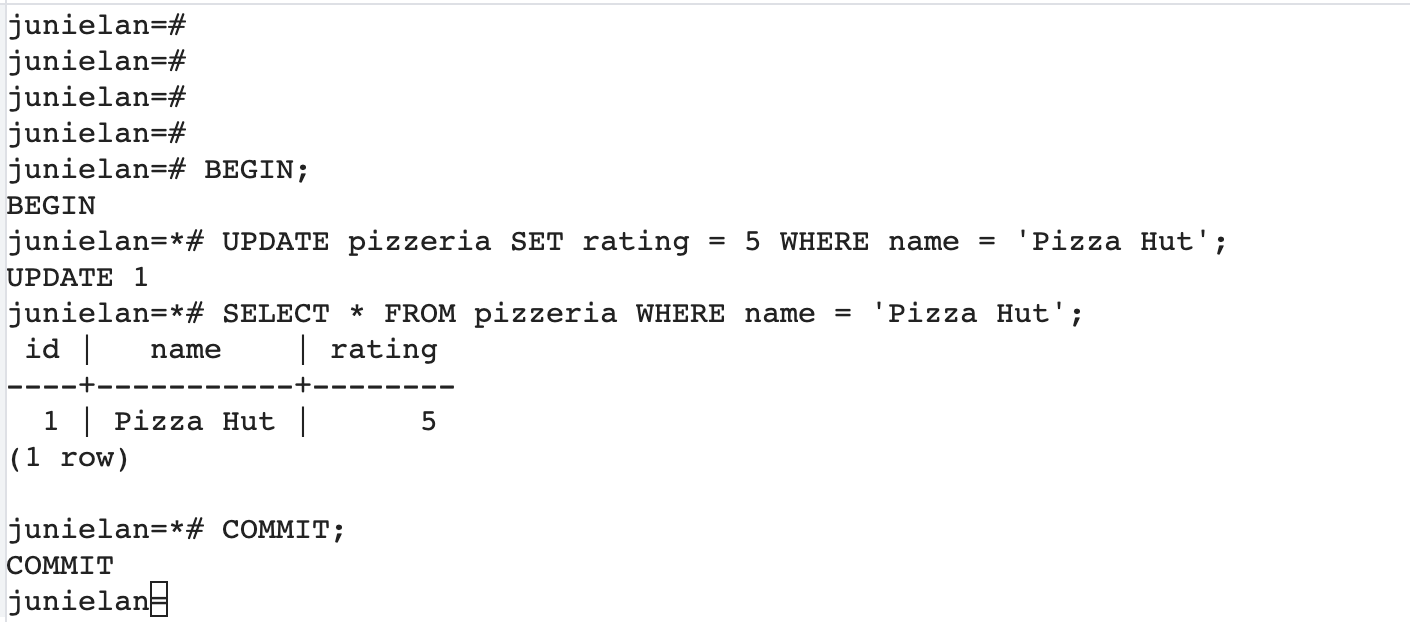 junielan=#
junielan=#
junielan=#
junielan=#
junielan=# BEGIN;
BEGIN
junielan=*# UPDATE pizzeria SET rating = 5 WHERE name = 'Pizza Hut';
UPDATE 1
junielan=*# SELECT * FROM pizzeria WHERE name = 'Pizza Hut';
 id |   name    | rating
----+-----------+--------
  1 | Pizza Hut |      5
(1 row)

junielan=*# COMMIT;
COMMIT
junielan=